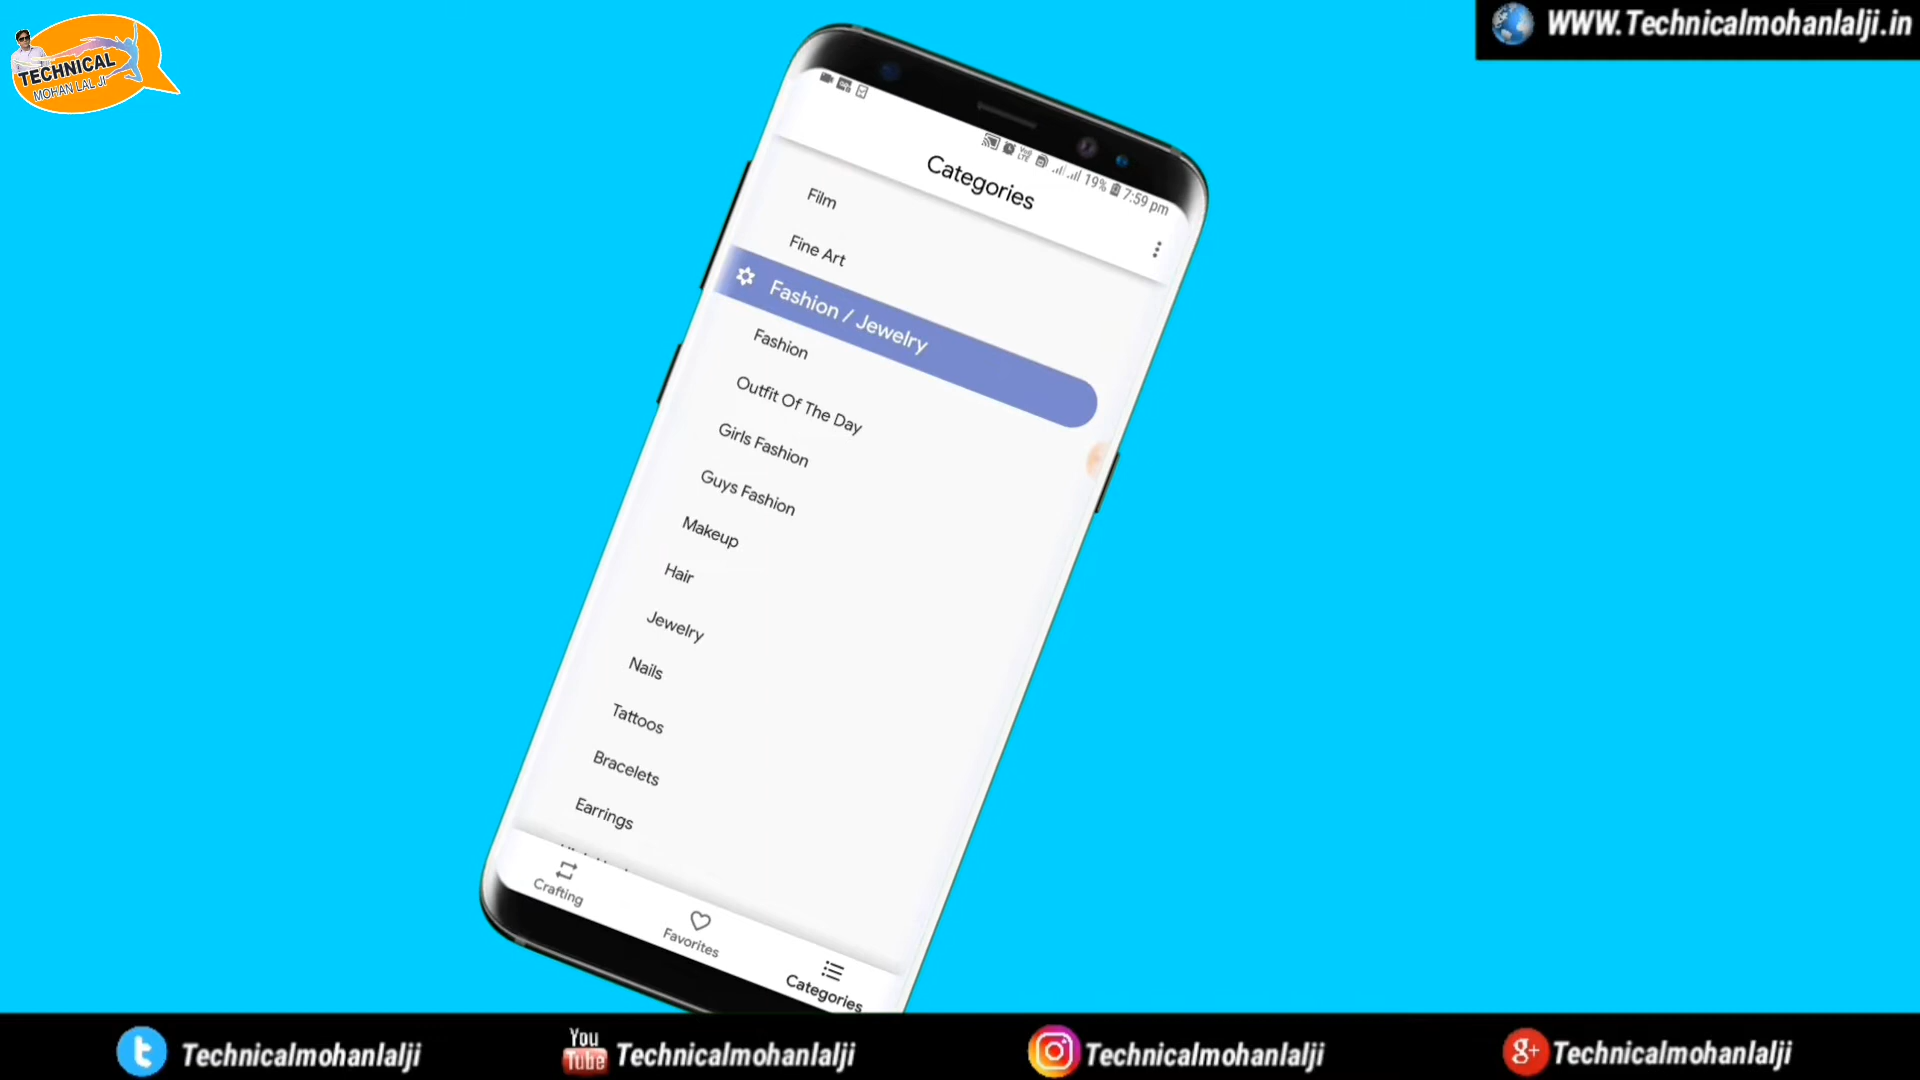 TECHNICAL
MOHAN LAL JI
WWW.Technicalmohanlalji.in
19% 7:59 pm
Categories
Film
Fine Art
Fashion / Jewelry
Fashion
Outfit Of The Day
Girls Fashion
Guys Fashion
Makeup
Hair
Jewelry
Nails
Tattoos
Bracelets
Earrings
Crafting
Favorites
Categories
Technicalmohanlalji
You
Tube
Technicalmohanlalji
Technicalmohanlalji
g+
Technicalmohanlalji